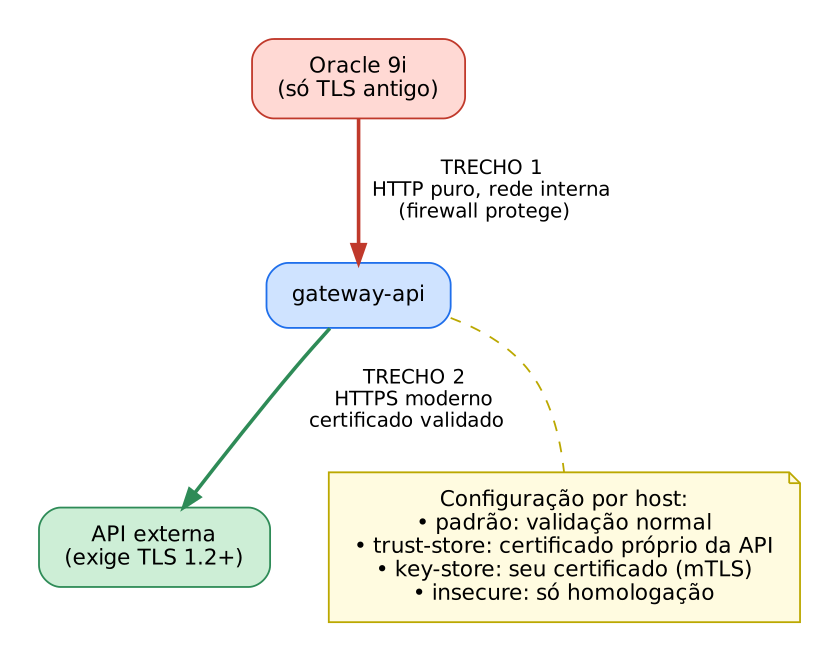 Oracle 9i
(só TLS antigo)
TRECHO 1
HTTP puro, rede interna
(firewall protege)
gateway-api
TRECHO 2
HTTPS moderno
certificado validado
API externa
(exige TLS 1.2+)
Configuração por host:
• padrão: validação normal
• trust-store: certificado próprio da API
• key-store: seu certificado (mTLS)
• insecure: só homologação